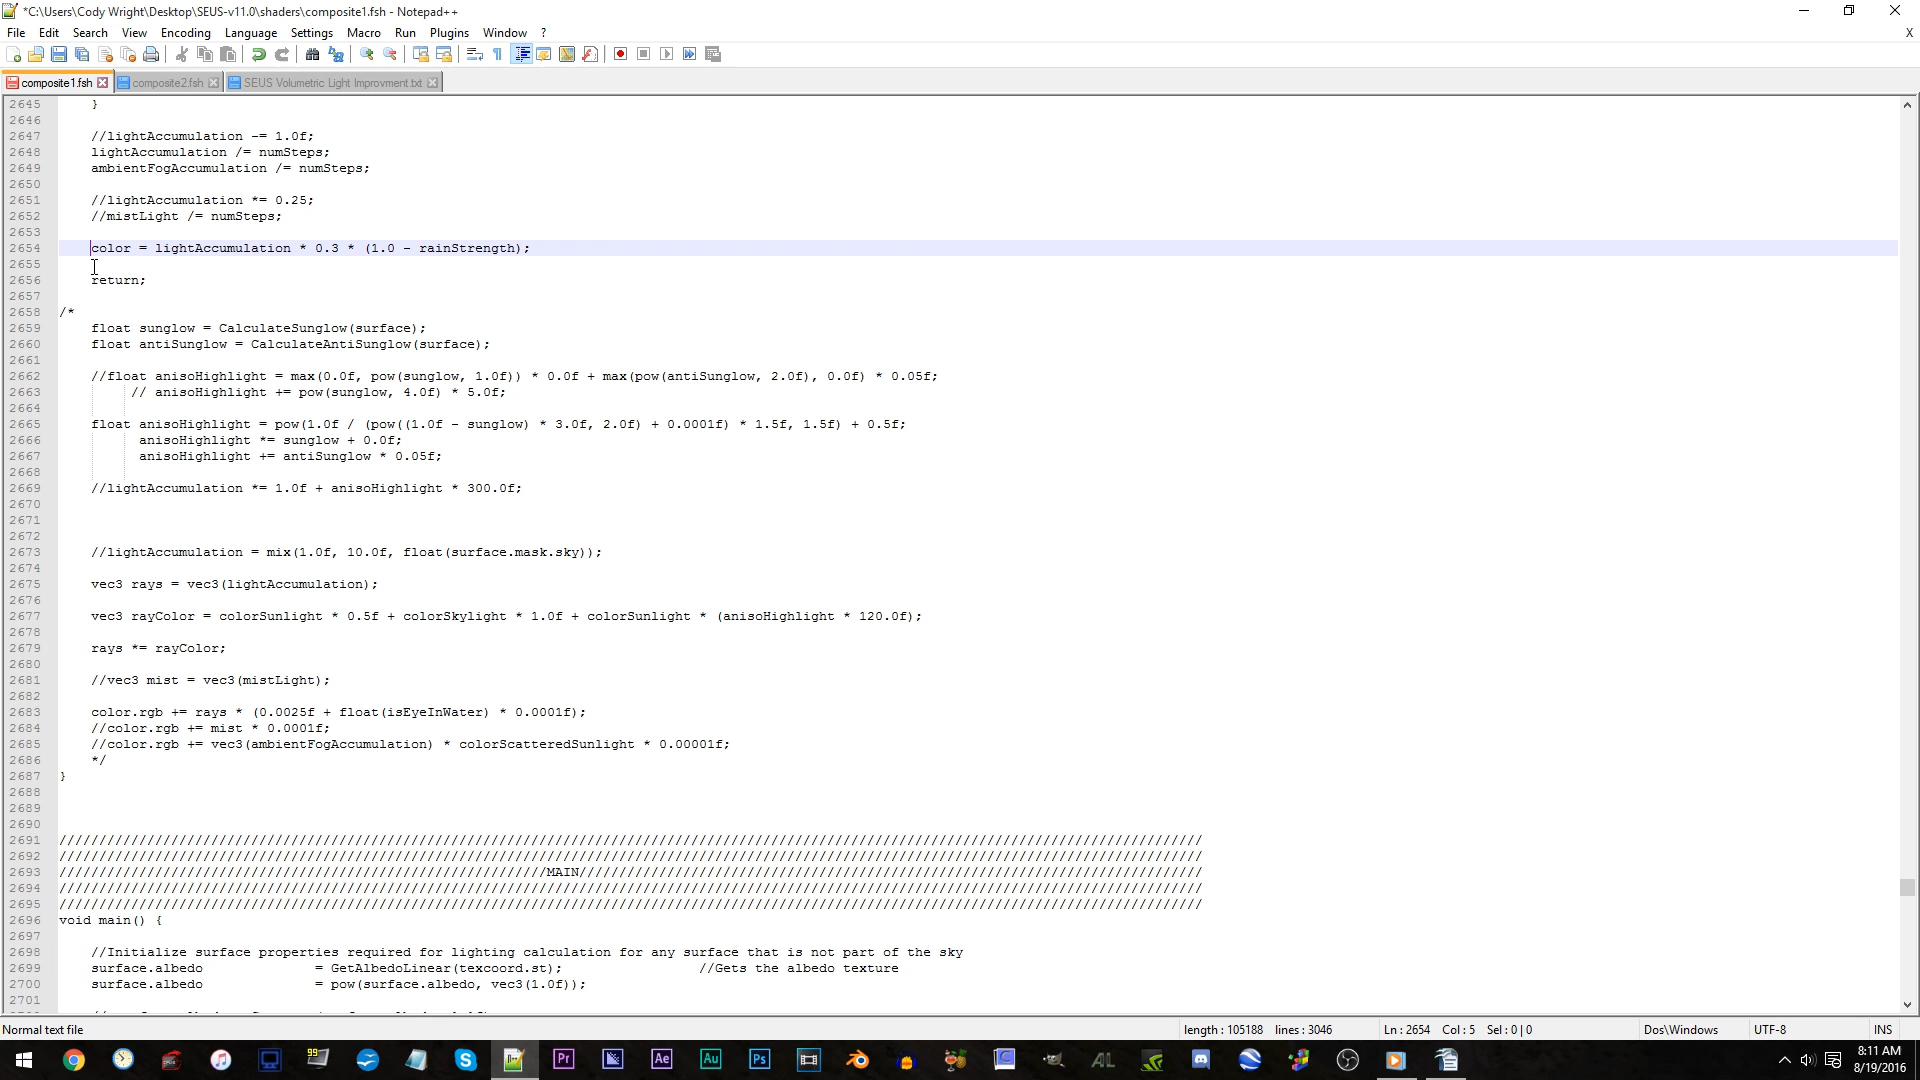 *C:\Users\Cody Wright\Desktop\SEUS-v11.0\shaders\composite1.fsh - Notepad++
File Edit Search View Encoding Language Settings Macro Run Plugins Window ? X
composite1.fsh composite2.fsh SEUS Volumetric Light Improvment.txt
2645 }
2646
2647 //lightAccumulation -= 1.0f;
2648 lightAccumulation /= numSteps;
2649 ambientFogAccumulation /= numSteps;
2650
2651 //lightAccumulation *= 0.25;
2652 //mistLight /= numSteps;
2653
2654 color = lightAccumulation * 0.3 * (1.0 - rainStrength);
2655
2656 return;
2657
2658 /*
2659 float sunglow = CalculateSunglow(surface);
2660 float antiSunglow = CalculateAntiSunglow(surface);
2661
2662 //float anisoHighlight = max(0.0f, pow(sunglow, 1.0f)) * 0.0f + max(pow(antiSunglow, 2.0f), 0.0f) * 0.05f;
2663 // anisoHighlight += pow(sunglow, 4.0f) * 5.0f;
2664
2665 float anisoHighlight = pow(1.0f / (pow((1.0f - sunglow) * 3.0f, 2.0f) + 0.0001f) * 1.5f, 1.5f) + 0.5f;
2666 anisoHighlight *= sunglow + 0.0f;
2667 anisoHighlight += antiSunglow * 0.05f;
2668
2669 //lightAccumulation *= 1.0f + anisoHighlight * 300.0f;
2670
2671
2672
2673 //lightAccumulation = mix(1.0f, 10.0f, float(surface.mask.sky));
2674
2675 vec3 rays = vec3(lightAccumulation);
2676
2677 vec3 rayColor = colorSunlight * 0.5f + colorSkylight * 1.0f + colorSunlight * (anisoHighlight * 120.0f);
2678
2679 rays *= rayColor;
2680
2681 //vec3 mist = vec3(mistLight);
2682
2683 color.rgb += rays * (0.0025f + float(isEyeInWater) * 0.0001f);
2684 //color.rgb += mist * 0.0001f;
2685 //color.rgb += vec3(ambientFogAccumulation) * colorScatteredSunlight * 0.00001f;
2686 */
2687 }
2688
2689
2690
2691 ///////////////////////////////////////////////////////////////////////////////////////////////////////////////////////////////////////////////
2692 ///////////////////////////////////////////////////////////////////////////////////////////////////////////////////////////////////////////////
2693 /////////////////////////////////////////////////////////////MAIN//////////////////////////////////////////////////////////////////////////////
2694 ///////////////////////////////////////////////////////////////////////////////////////////////////////////////////////////////////////////////
2695 ///////////////////////////////////////////////////////////////////////////////////////////////////////////////////////////////////////////////
2696 void main() {
2697
2698 //Initialize surface properties required for lighting calculation for any surface that is not part of the sky
2699 surface.albedo = GetAlbedoLinear(texcoord.st); //Gets the albedo texture
2700 surface.albedo = pow(surface.albedo, vec3(1.0f));
2701
Normal text file length : 105188 lines : 3046 Ln : 2654 Col : 5 Sel : 0 | 0 Dos\Windows UTF-8 INS
99 Pr Ae Au Ps AL
8:11 AM
8/19/2016